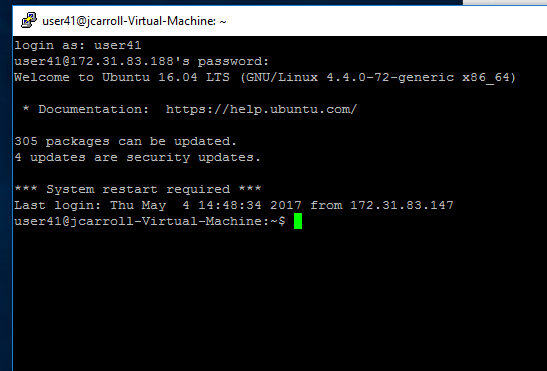 user41@jcarroll-Virtual-Machine: ~
login as: user41
user41@172.31.83.188's password:
Welcome to Ubuntu 16.04 LTS (GNU/Linux 4.4.0-72-generic x86_64)
* Documentation:  https://help.ubuntu.com/
305 packages can be updated.
4 updates are security updates.
*** System restart required ***
Last login: Thu May  4 14:48:34 2017 from 172.31.83.147
user41@jcarroll-Virtual-Machine:~$